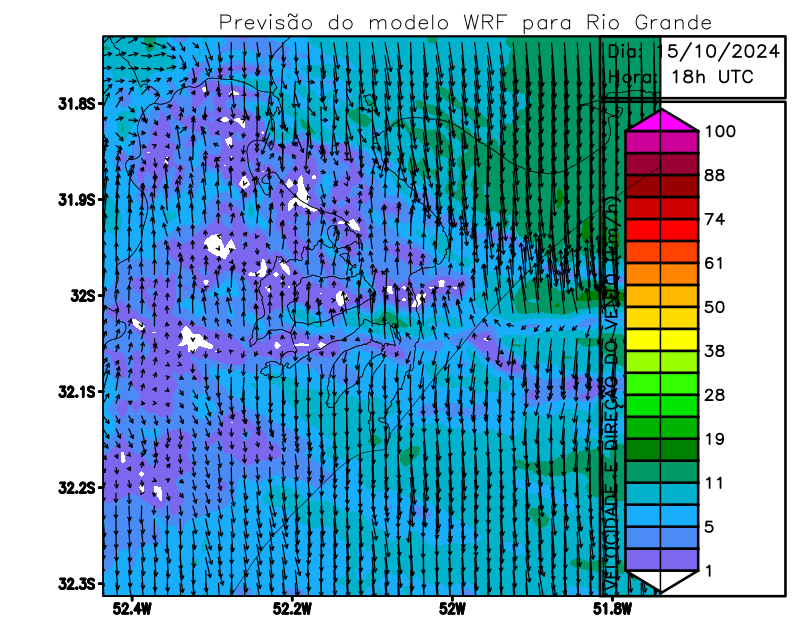 Previsão do modelo WRF para Rio Grande
Dia: 15/10/2024
Hora: 18h UTC
31.8S
31.9S
32S
32.1S
32.2S
32.3S
52.4W
52.2W
52W
51.8W
VELOCIDADE E DIREÇÃO DO VENTO (km/h)
100
88
74
61
50
38
28
19
11
5
1